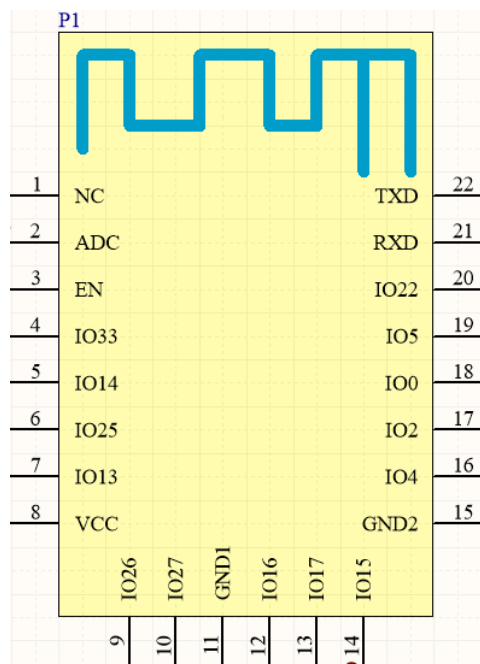 P1
1 NC TXD 22
2 ADC RXD 21
3 EN IO22 20
4 IO33 IO5 19
5 IO14 IO0 18
6 IO25 IO2 17
7 IO13 IO4 16
8 VCC GND2 15
IO26 IO27 GND1 IO16 IO17 IO15
9 10 11 12 13 14